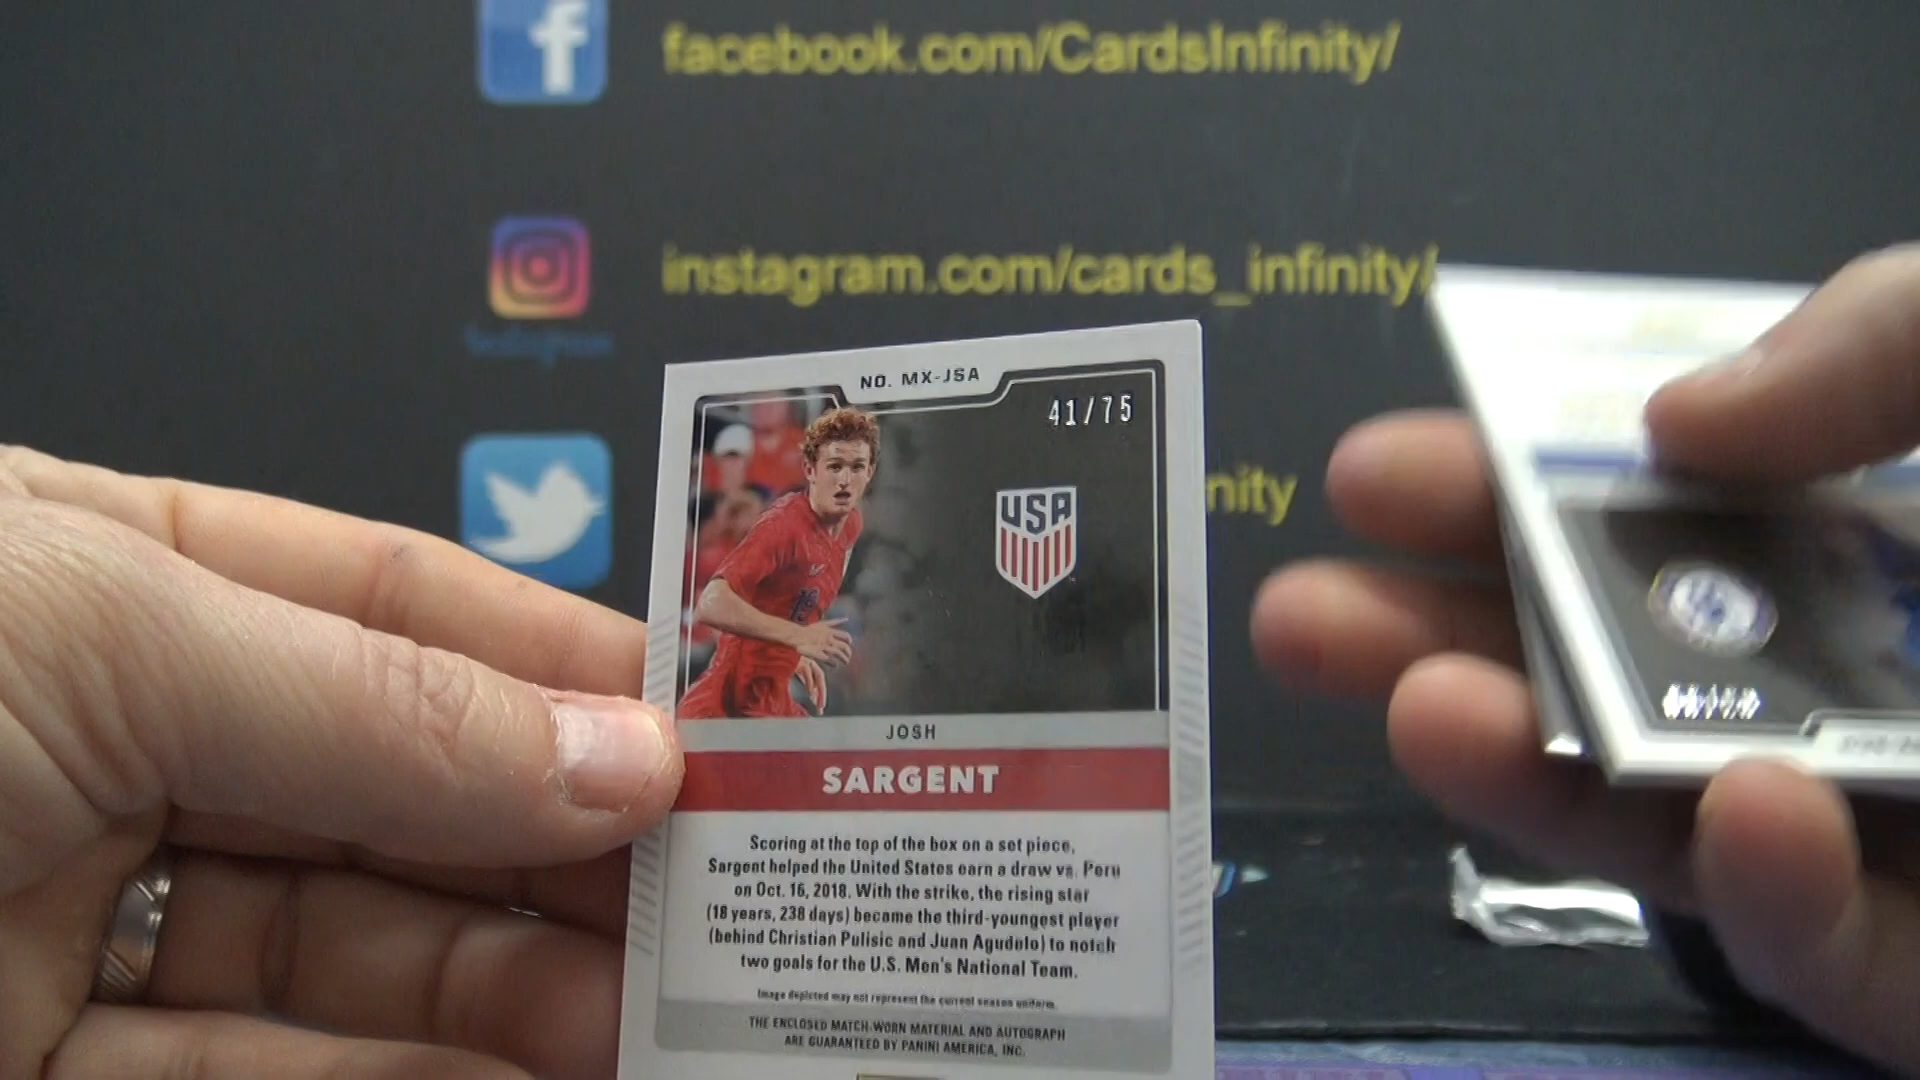 facebook.com/CardsInfinity/
instagram.com/cards_infinity/
nity
NO. MX-JSA
41/75
USA
16
JOSH
SARGENT
Scoring at the top of the box on a set piece,
Sargent helped the United States earn a draw vs. Peru
on Oct. 16, 2018. With the strike, the rising star
(18 years, 238 days) became the third-youngest player
(behind Christian Pulisic and Juan Agudelo) to notch
two goals for the U.S. Men's National Team.
Image depicted may not represent the current season uniform.
THE ENCLOSED MATCH-WORN MATERIAL AND AUTOGRAPH
ARE GUARANTEED BY PANINI AMERICA, INC.